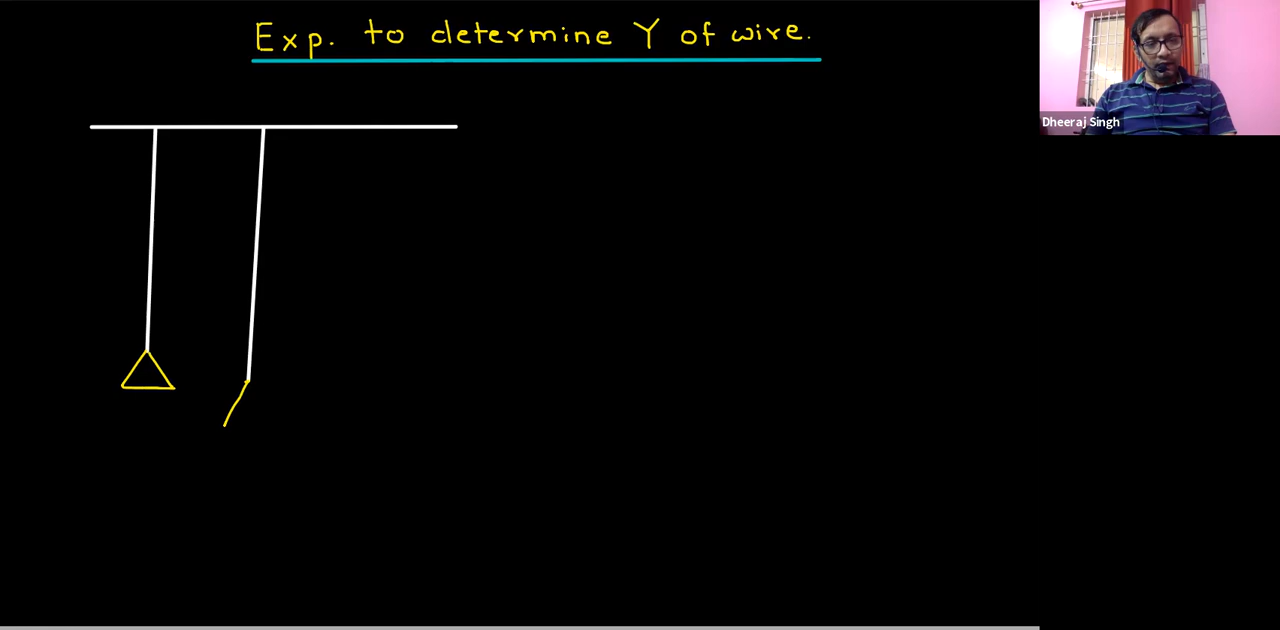 Exp. to determine Y of wire.
Dheeraj Singh